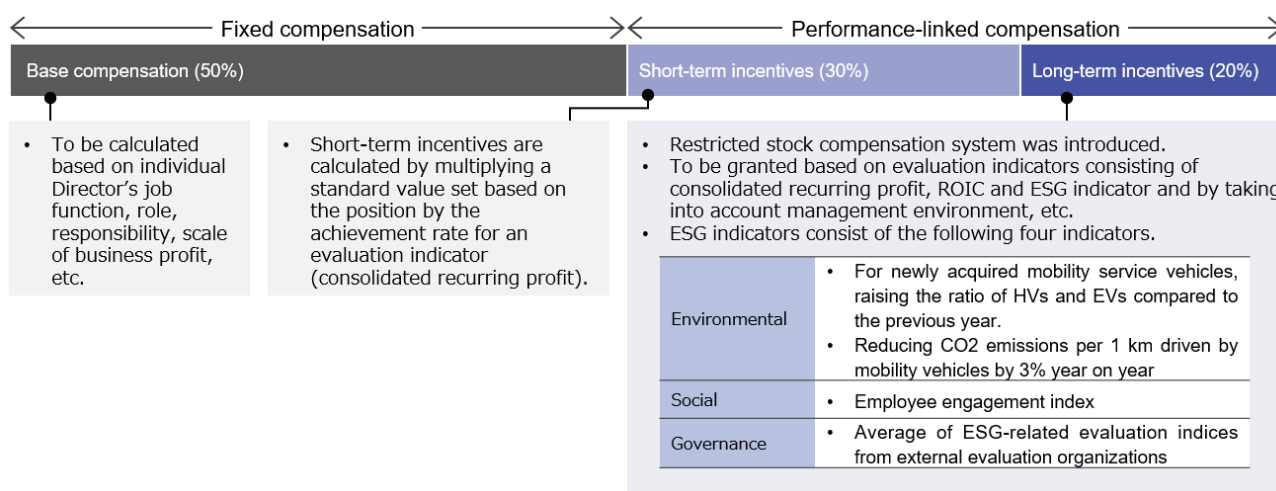 Fixed compensation
Performance-linked compensation
Base compensation (50%)
Short-term incentives (30%)
Long-term incentives (20%)
• To be calculated
based on individual
Director's job
function, role,
responsibility, scale
of business profit,
etc.
• Short-term incentives are
calculated by multiplying a
standard value set based on
the position by the
achievement rate for an
evaluation indicator
(consolidated recurring profit).
• Restricted stock compensation system was introduced.
• To be granted based on evaluation indicators consisting of
consolidated recurring profit, ROIC and ESG indicator and by taking
into account management environment, etc.
• ESG indicators consist of the following four indicators.
Environmental
• For newly acquired mobility service vehicles,
raising the ratio of HVs and EVs compared to
the previous year.
• Reducing CO2 emissions per 1 km driven by
mobility vehicles by 3% year on year
Social
• Employee engagement index
Governance
• Average of ESG-related evaluation indices
from external evaluation organizations